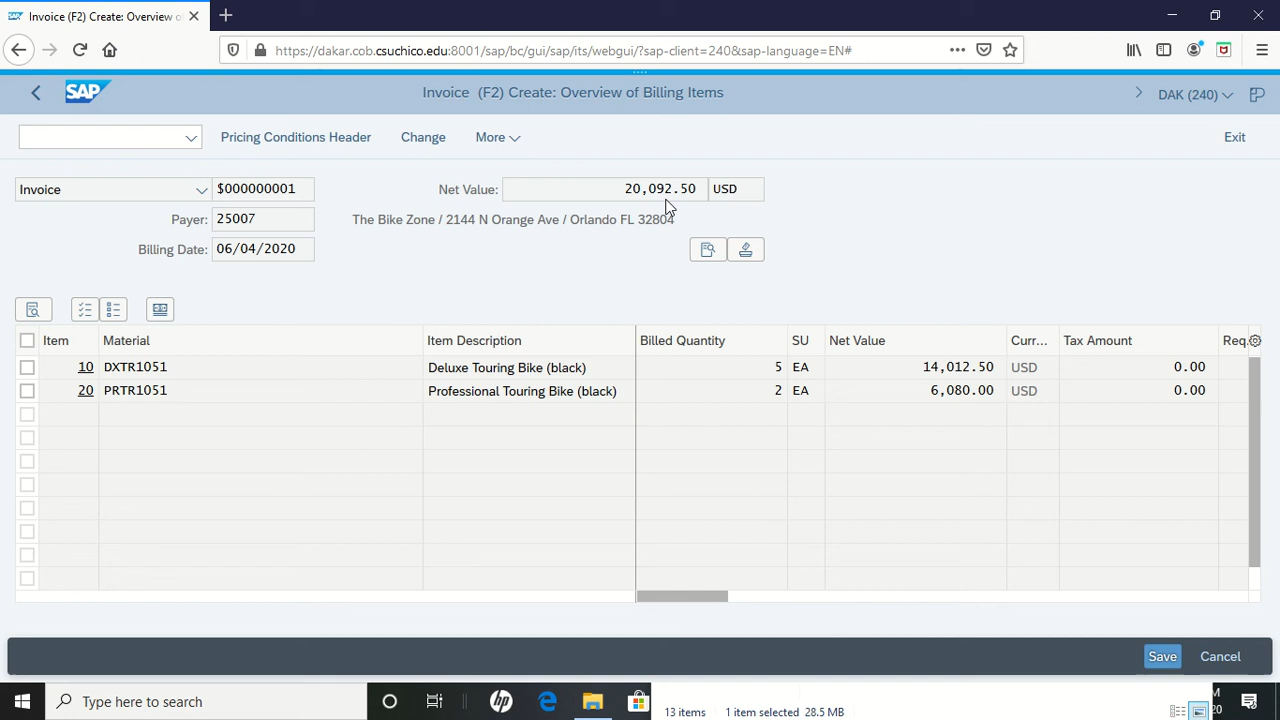 Invoice (F2) Create: Overview of
https://dakar.cob.csuchico.edu:8001/sap/bc/gui/sap/its/webgui/?sap-client=240&sap-language=EN#
SAP
Invoice (F2) Create: Overview of Billing Items
DAK (240)
Pricing Conditions Header
Change
More
Exit
Invoice $000000001 Net Value: 20,092.50 USD
Payer: 25007 The Bike Zone / 2144 N Orange Ave / Orlando FL 32804
Billing Date: 06/04/2020
Item Material Item Description Billed Quantity SU Net Value Curr... Tax Amount Req.
10 DXTR1051 Deluxe Touring Bike (black) 5 EA 14,012.50 USD 0.00
20 PRTR1051 Professional Touring Bike (black) 2 EA 6,080.00 USD 0.00
Save Cancel
Type here to search
13 items 1 item selected 28.5 MB